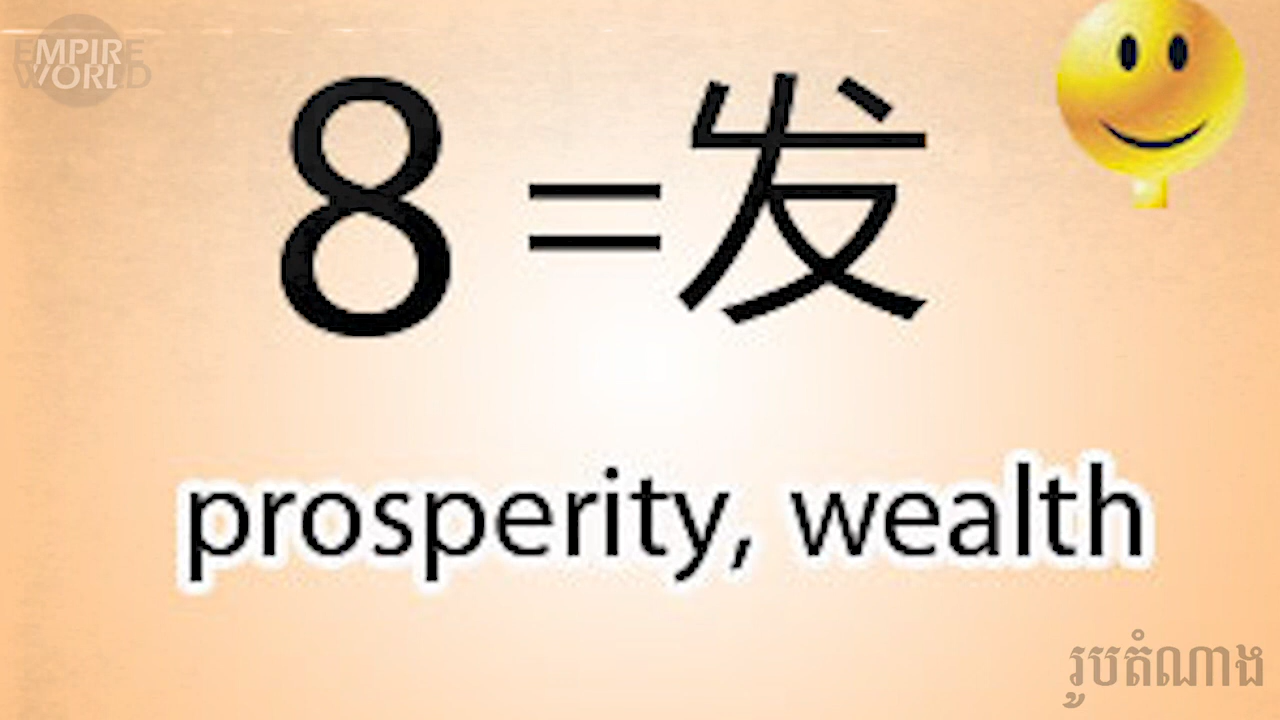 EMPIRE
WORLD
8 = 发
prosperity, wealth
រូបតំណាង